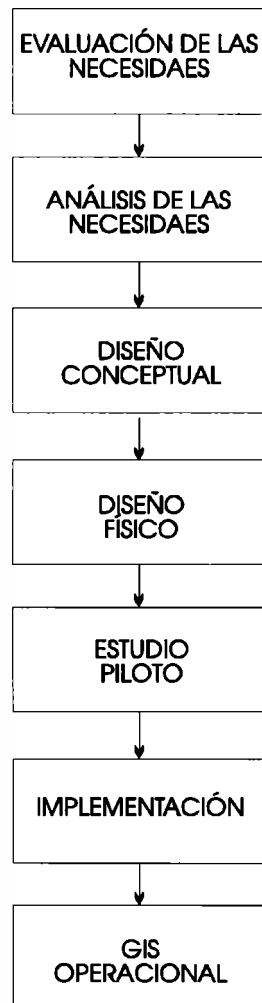 EVALUACIÓN DE LAS
NECESIDAES
ANÁLISIS DE LAS
NECESIDAES
DISEÑO
CONCEPTUAL
DISEÑO
FÍSICO
ESTUDIO
PILOTO
IMPLEMENTACIÓN
GIS
OPERACIONAL